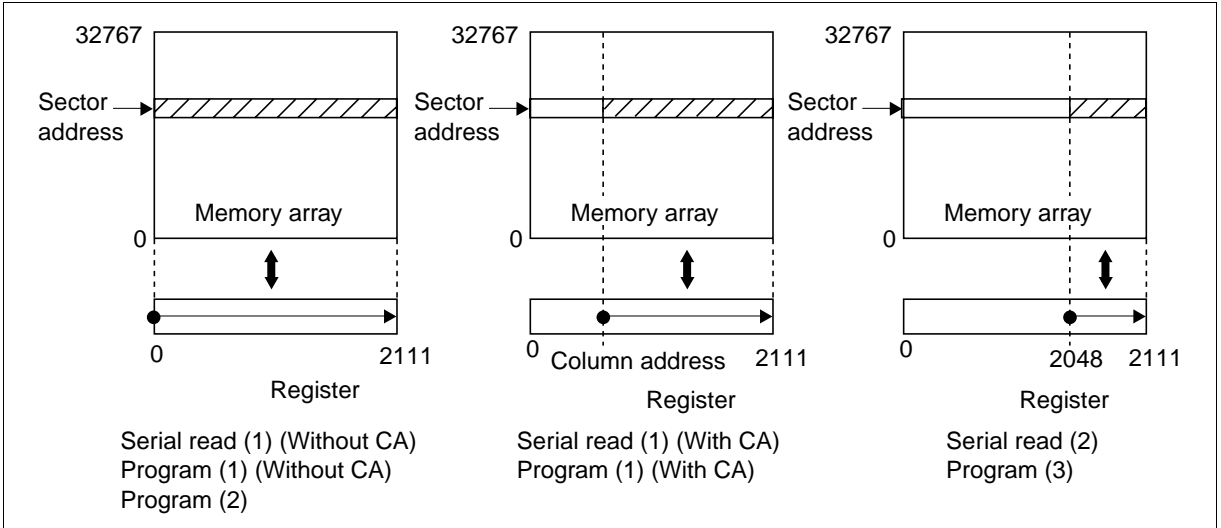 32767
Sector
address
Memory array
0
0
2111
Register
Serial read (1) (Without CA)
Program (1) (Without CA)
Program (2)
32767
Sector
address
Memory array
0
0
Column address
2111
Register
Serial read (1) (With CA)
Program (1) (With CA)
32767
Sector
address
Memory array
0
0
2048
2111
Register
Serial read (2)
Program (3)